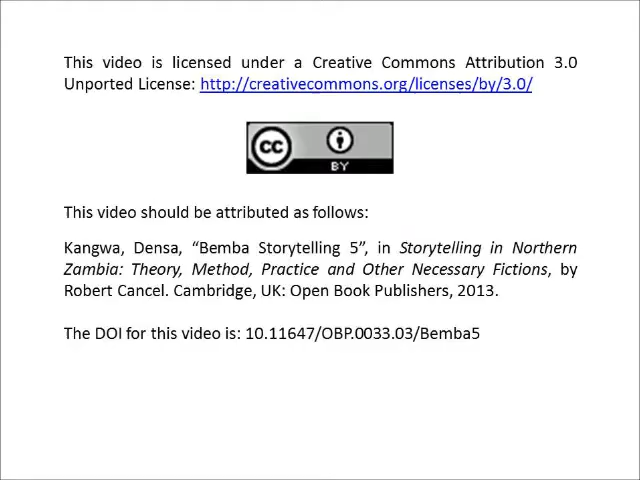 This video is licensed under a Creative Commons Attribution 3.0
Unported License: http://creativecommons.org/licenses/by/3.0/
cc
BY
This video should be attributed as follows:
Kangwa, Densa, “Bemba Storytelling 5”, in Storytelling in Northern
Zambia: Theory, Method, Practice and Other Necessary Fictions, by
Robert Cancel. Cambridge, UK: Open Book Publishers, 2013.
The DOI for this video is: 10.11647/OBP.0033.03/Bemba5